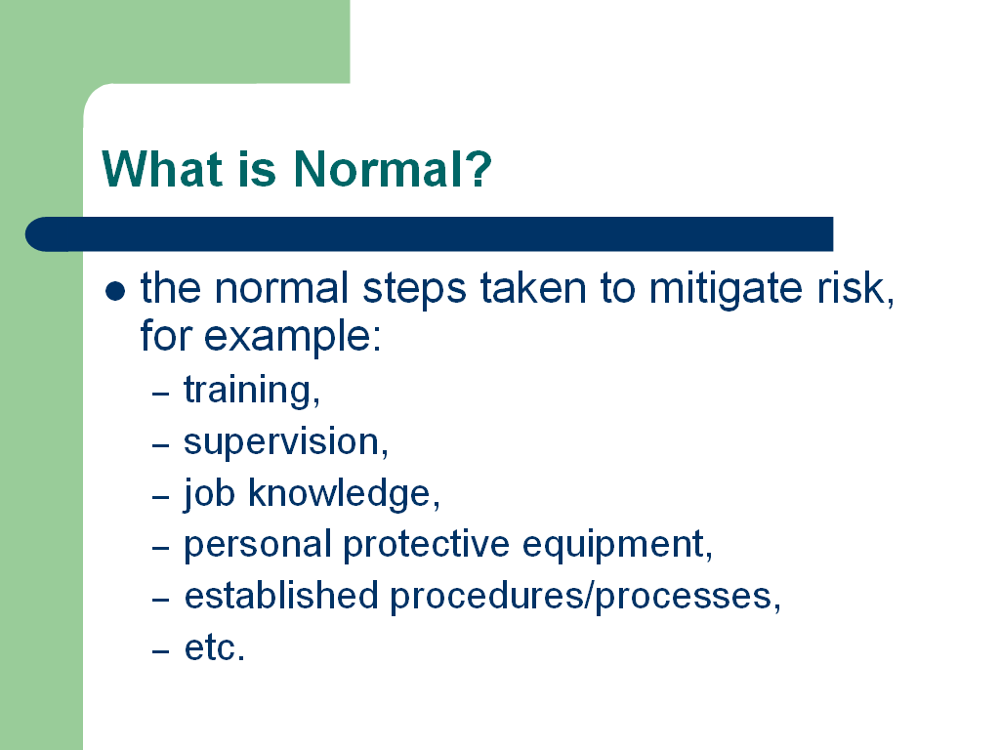 What is Normal?
● the normal steps taken to mitigate risk,
for example:
– training,
– supervision,
– job knowledge,
– personal protective equipment,
– established procedures/processes,
– etc.